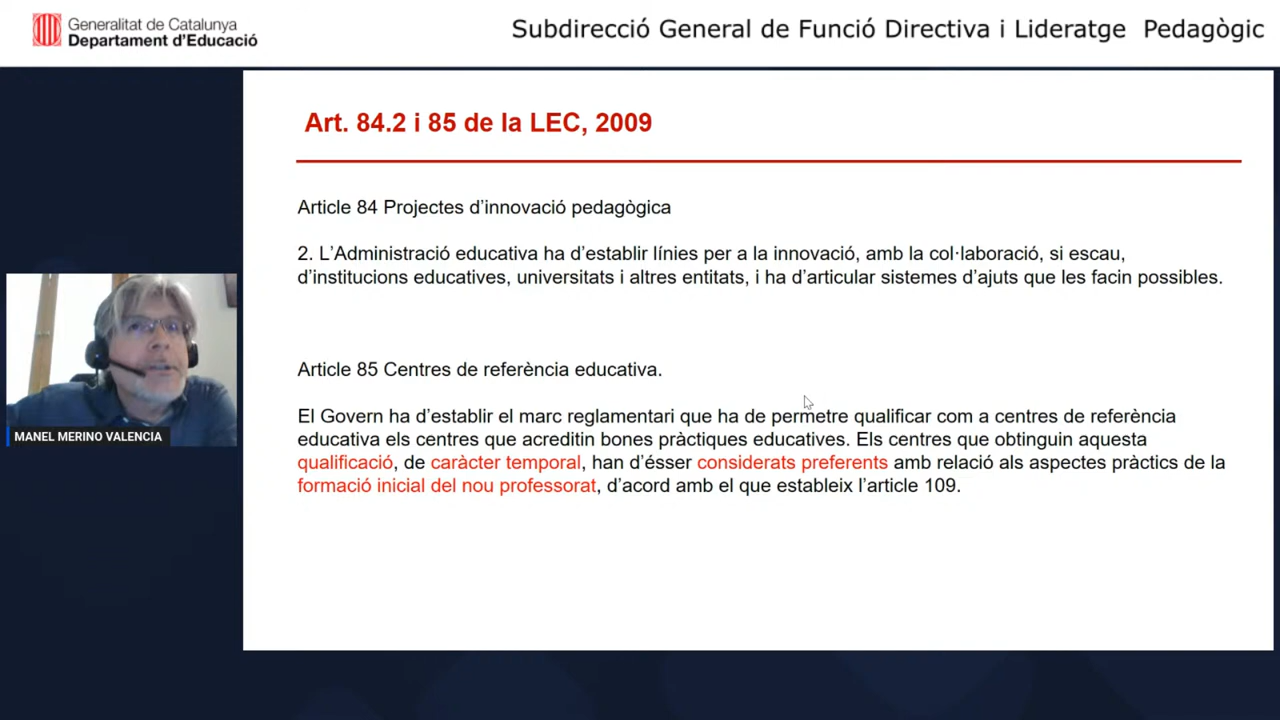 Generalitat de Catalunya
Departament d'Educació
Subdirecció General de Funció Directiva i Lideratge Pedagògic
Art. 84.2 i 85 de la LEC, 2009
Article 84 Projectes d’innovació pedagògica
2. L’Administració educativa ha d’establir línies per a la innovació, amb la col·laboració, si escau,
d’institucions educatives, universitats i altres entitats, i ha d’articular sistemes d’ajuts que les facin possibles.
Article 85 Centres de referència educativa.
El Govern ha d’establir el marc reglamentari que ha de permetre qualificar com a centres de referència
educativa els centres que acreditin bones pràctiques educatives. Els centres que obtinguin aquesta
qualificació, de caràcter temporal, han d’ésser considerats preferents amb relació als aspectes pràctics de la
formació inicial del nou professorat, d’acord amb el que estableix l’article 109.
MANEL MERINO VALENCIA